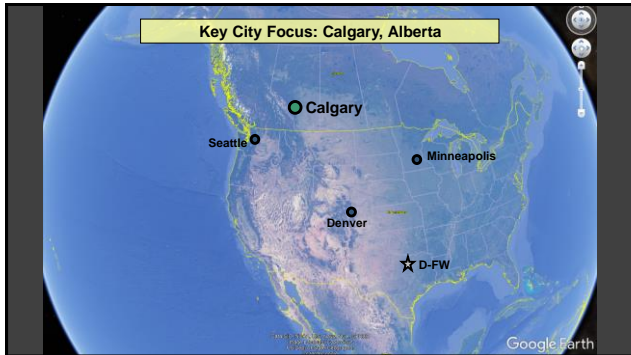 Key City Focus: Calgary, Alberta
Calgary
Seattle
Minneapolis
Denver
D-FW
Google Earth